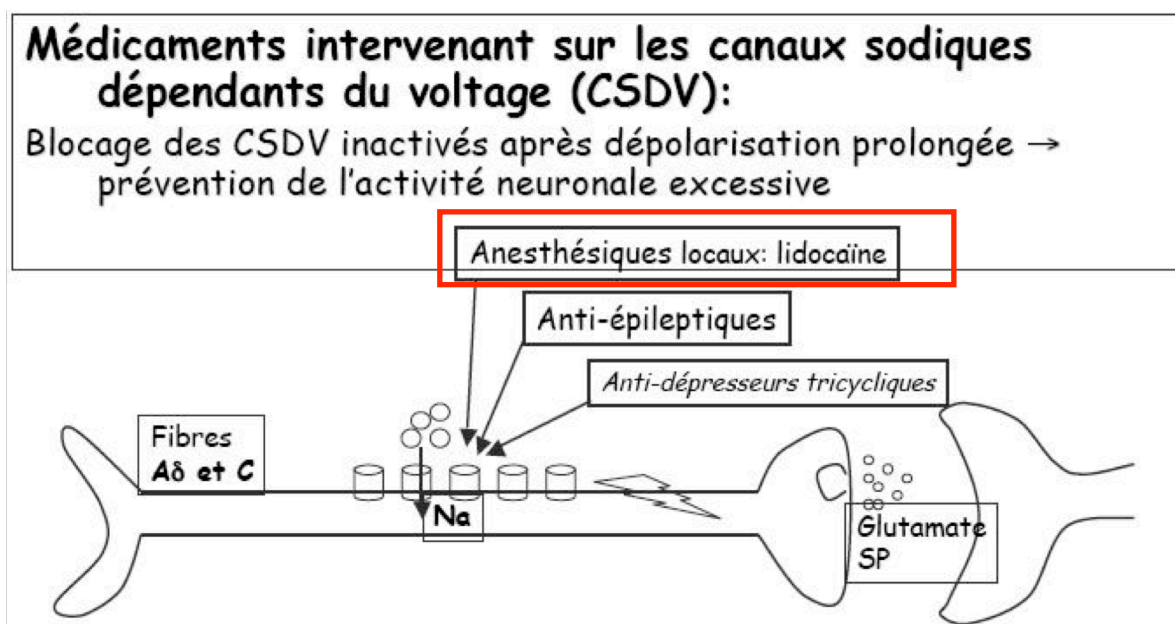 Médicaments intervenant sur les canaux sodiques
dépendants du voltage (CSDV):
Blocage des CSDV inactivés après dépolarisation prolongée →
prévention de l'activité neuronale excessive
Anesthésiques locaux: lidocaïne
Anti-épileptiques
Anti-dépresseurs tricycliques
Fibres
Aδ et C
Na
Glutamate
SP